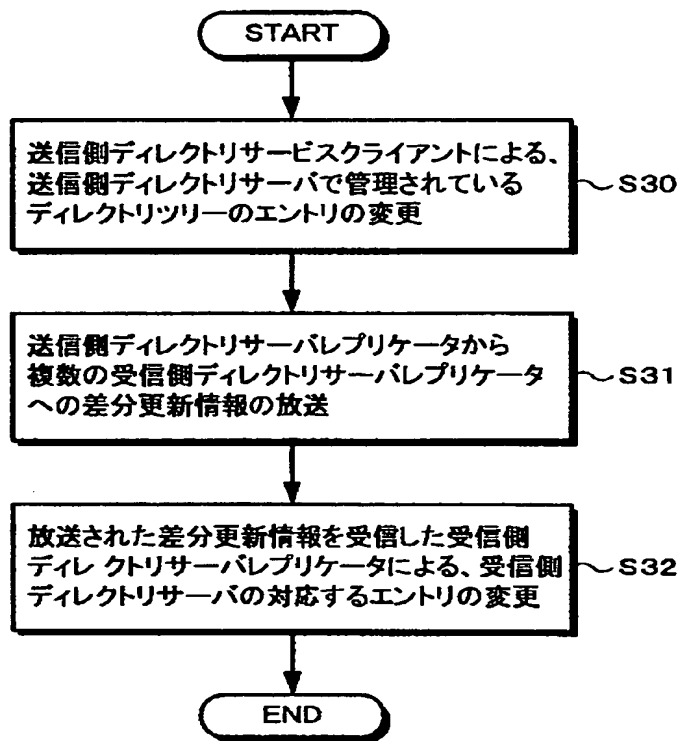 START
送信側ディレクトリサービスクライアントによる、
送信側ディレクトリサーバで管理されている
ディレクトリツリーのエントリの変更
～S30
送信側ディレクトリサーバレプリケータから
複数の受信側ディレクトリサーバレプリケータ
への差分更新情報の放送
～S31
放送された差分更新情報を受信した受信側
ディレ クトリサーバレプリケータによる、受信側
ディレクトリサーバの対応するエントリの変更
～S32
END